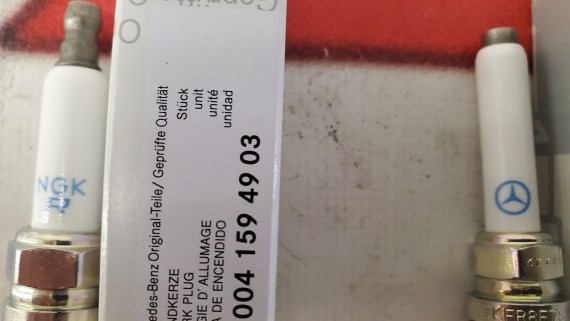 NGK
edes-Benz Original-Teile/ Geprüfte Qualität
Stück
unit
unité
unidad
NDKERZE
RK PLUG
GIE D'ALLUMAGE
A DE ENCENDIDO
004 159 49 03